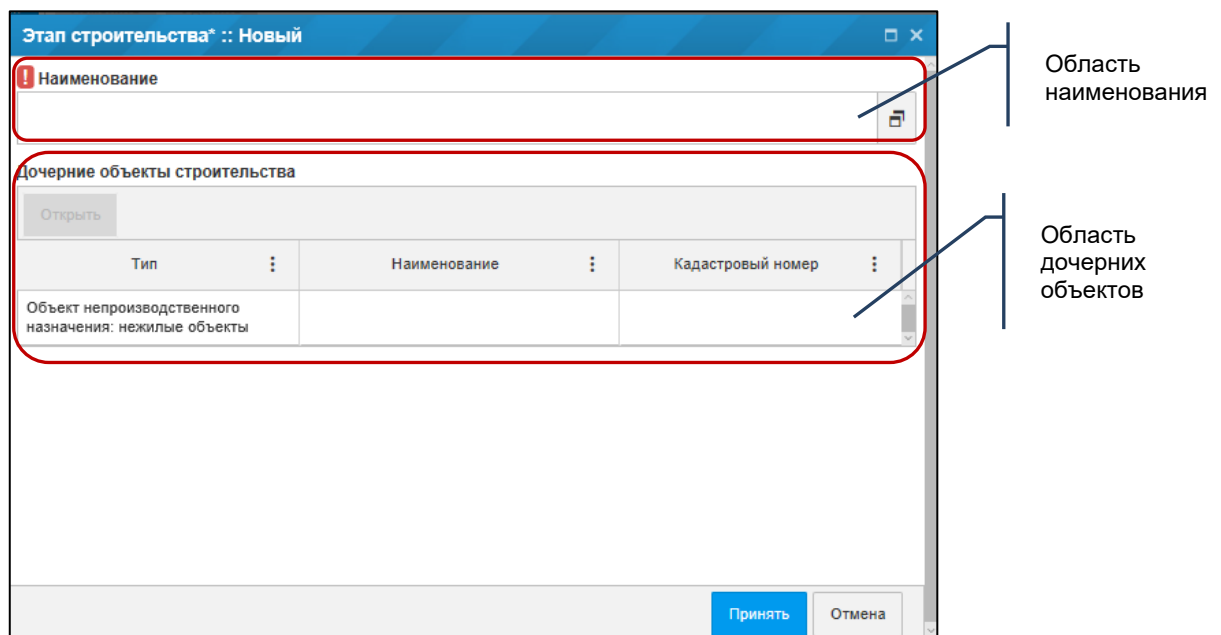 Этап строительства* :: Новый
! Наименование
Область
наименования
Дочерние объекты строительства
Открыть
Тип
Наименование
Кадастровый номер
Объект непроизводственного
назначения: нежилые объекты
Область
дочерних
объектов
Принять
Отмена